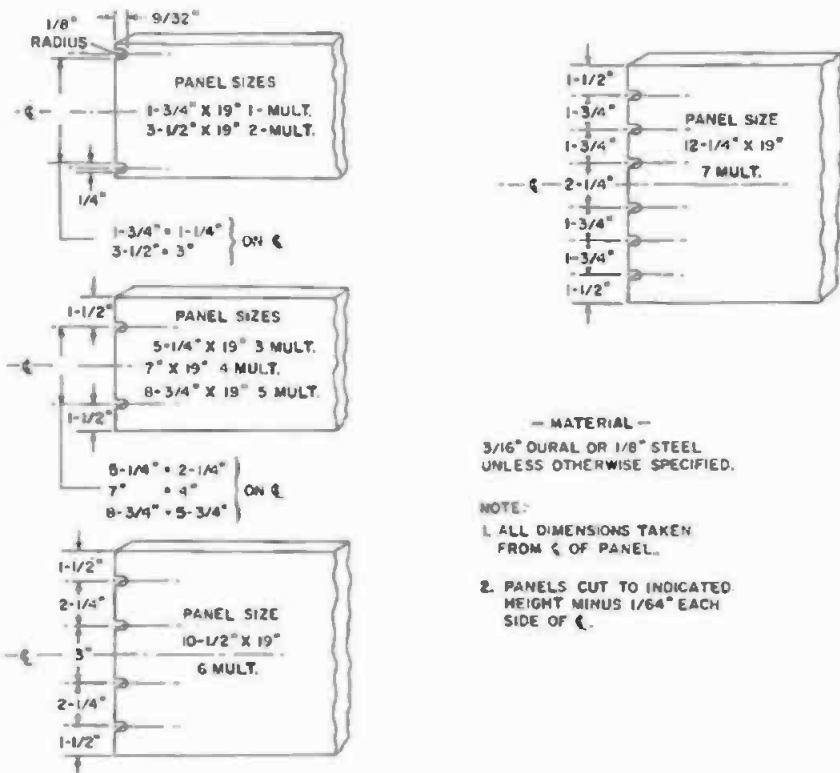 1/8"
RADIUS
9/32"
PANEL SIZES
1-3/4" X 19" 1-MULT.
3-1/2" X 19" 2-MULT.
℄
1/4"
1-3/4" = 1-1/4"
3-1/2" = 3"
ON ℄
1-1/2"
PANEL SIZES
5-1/4" X 19" 3 MULT.
7" X 19" 4 MULT.
8-3/4" X 19" 5 MULT.
℄
1-1/2"
5-1/4" = 2-1/4"
7" = 4"
8-3/4" = 5-3/4"
ON ℄
1-1/2"
2-1/4"
℄
3"
2-1/4"
1-1/2"
PANEL SIZE
10-1/2" X 19"
6 MULT.
1-1/2"
1-3/4"
1-3/4"
℄
2-1/4"
1-3/4"
1-3/4"
1-1/2"
PANEL SIZE
12-1/4" X 19"
7 MULT.
- MATERIAL -
3/16" DURAL OR 1/8" STEEL
UNLESS OTHERWISE SPECIFIED.
NOTE:
1. ALL DIMENSIONS TAKEN
FROM ℄ OF PANEL.
2. PANELS CUT TO INDICATED
HEIGHT MINUS 1/64" EACH
SIDE OF ℄.